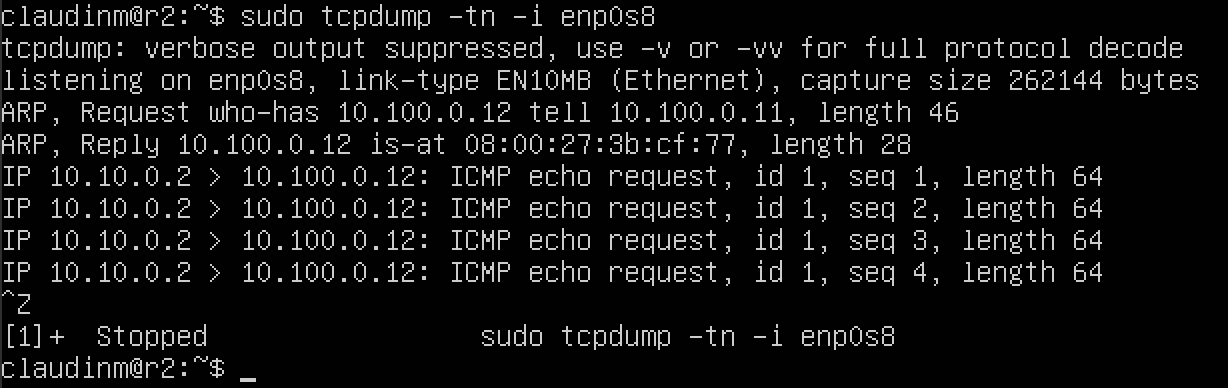 claudinm@r2:~$ sudo tcpdump -tn -i enp0s8
tcpdump: verbose output suppressed, use -v or -vv for full protocol decode
listening on enp0s8, link-type EN10MB (Ethernet), capture size 262144 bytes
ARP, Request who-has 10.100.0.12 tell 10.100.0.11, length 46
ARP, Reply 10.100.0.12 is-at 08:00:27:3b:cf:77, length 28
IP 10.10.0.2 > 10.100.0.12: ICMP echo request, id 1, seq 1, length 64
IP 10.10.0.2 > 10.100.0.12: ICMP echo request, id 1, seq 2, length 64
IP 10.10.0.2 > 10.100.0.12: ICMP echo request, id 1, seq 3, length 64
IP 10.10.0.2 > 10.100.0.12: ICMP echo request, id 1, seq 4, length 64
^Z
[1]+  Stopped                 sudo tcpdump -tn -i enp0s8
claudinm@r2:~$ _